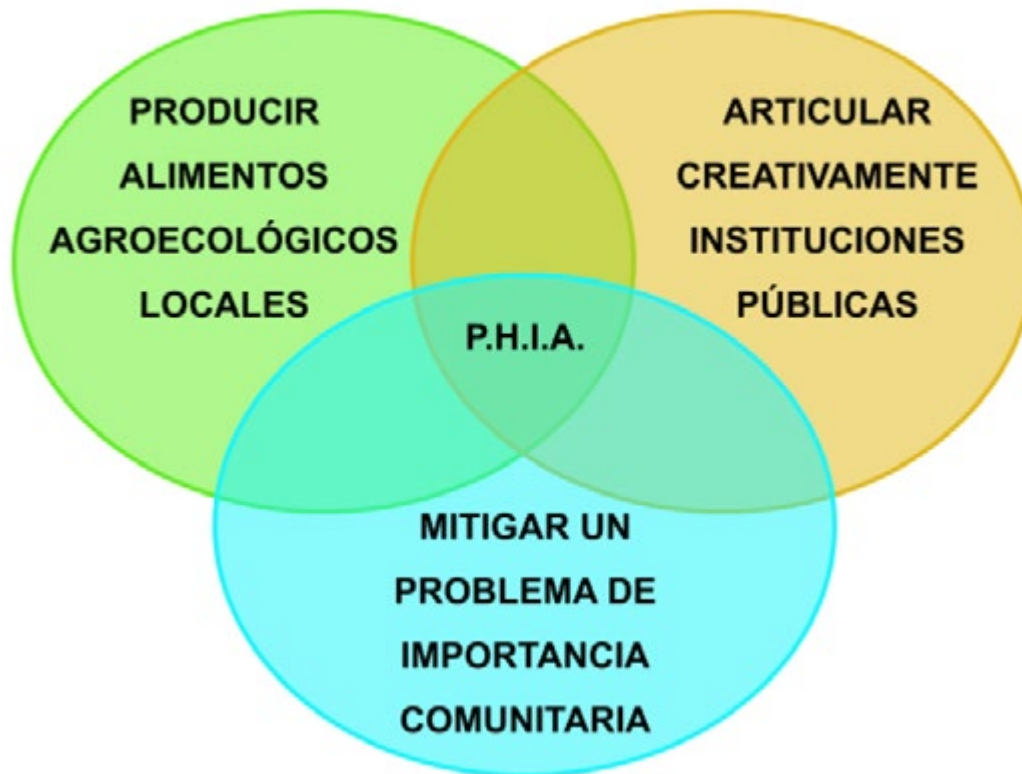 PRODUCIR
ALIMENTOS
AGROECOLÓGICOS
LOCALES
ARTICULAR
CREATIVAMENTE
INSTITUCIONES
PÚBLICAS
P.H.I.A.
MITIGAR UN
PROBLEMA DE
IMPORTANCIA
COMUNITARIA